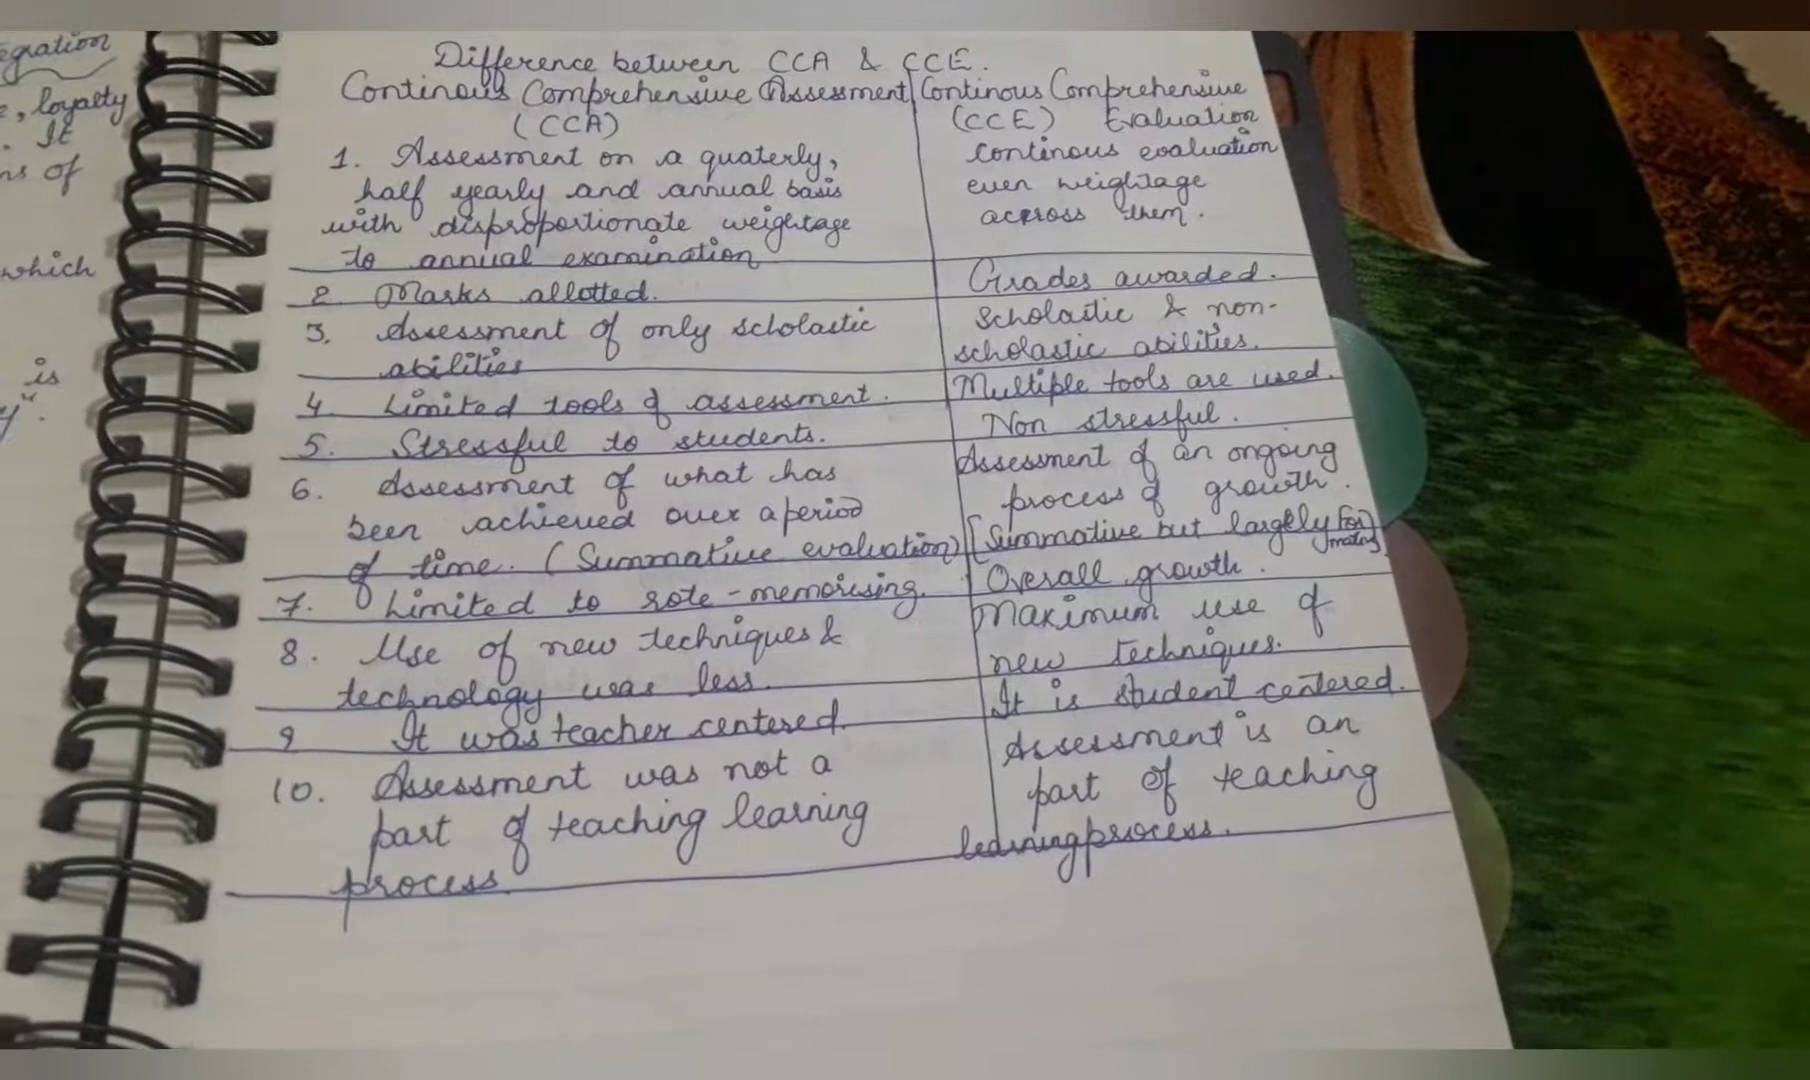 egration
, loyalty
. It
ns of
which
is
y".
Difference between CCA & CCE.
Continous Comprehensive Assessment
(CCA)
Continous Comprehensive
(CCE) Evaluation
1. Assessment on a quaterly,
half yearly and annual basis
with disproportionate weightage
to annual examination
continous evaluation
even weightage
across them.
2. Marks allotted.
Grades awarded.
3. Assessment of only scholastic
abilities
Scholastic & non-
scholastic abilities.
4. Limited tools of assessment.
Multiple tools are used.
5. Stressful to students.
Non stressful.
6. Assessment of what has
been achieved over a period
of time. (Summative evaluation)
Assessment of an ongoing
process of growth.
[Summative but largely For)
mative
7. Limited to rote-memorising.
Overall growth.
8. Use of new techniques &
technology was less.
Maximum use of
new techniques.
9 It was teacher centered.
It is student centered.
10. Assessment was not a
part of teaching learning
process.
Assessment is an
part of teaching
learning process.